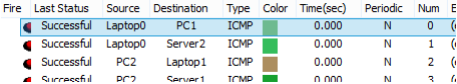 Fire Last Status Source Destination Type Color Time(sec) Periodic Num
Successful Laptop0 PC1 ICMP 0.000 N 0
Successful Laptop0 Server2 ICMP 0.000 N 1
Successful PC2 Laptop1 ICMP 0.000 N 2
Successful PC2 Server1 ICMP 0.000 N 3